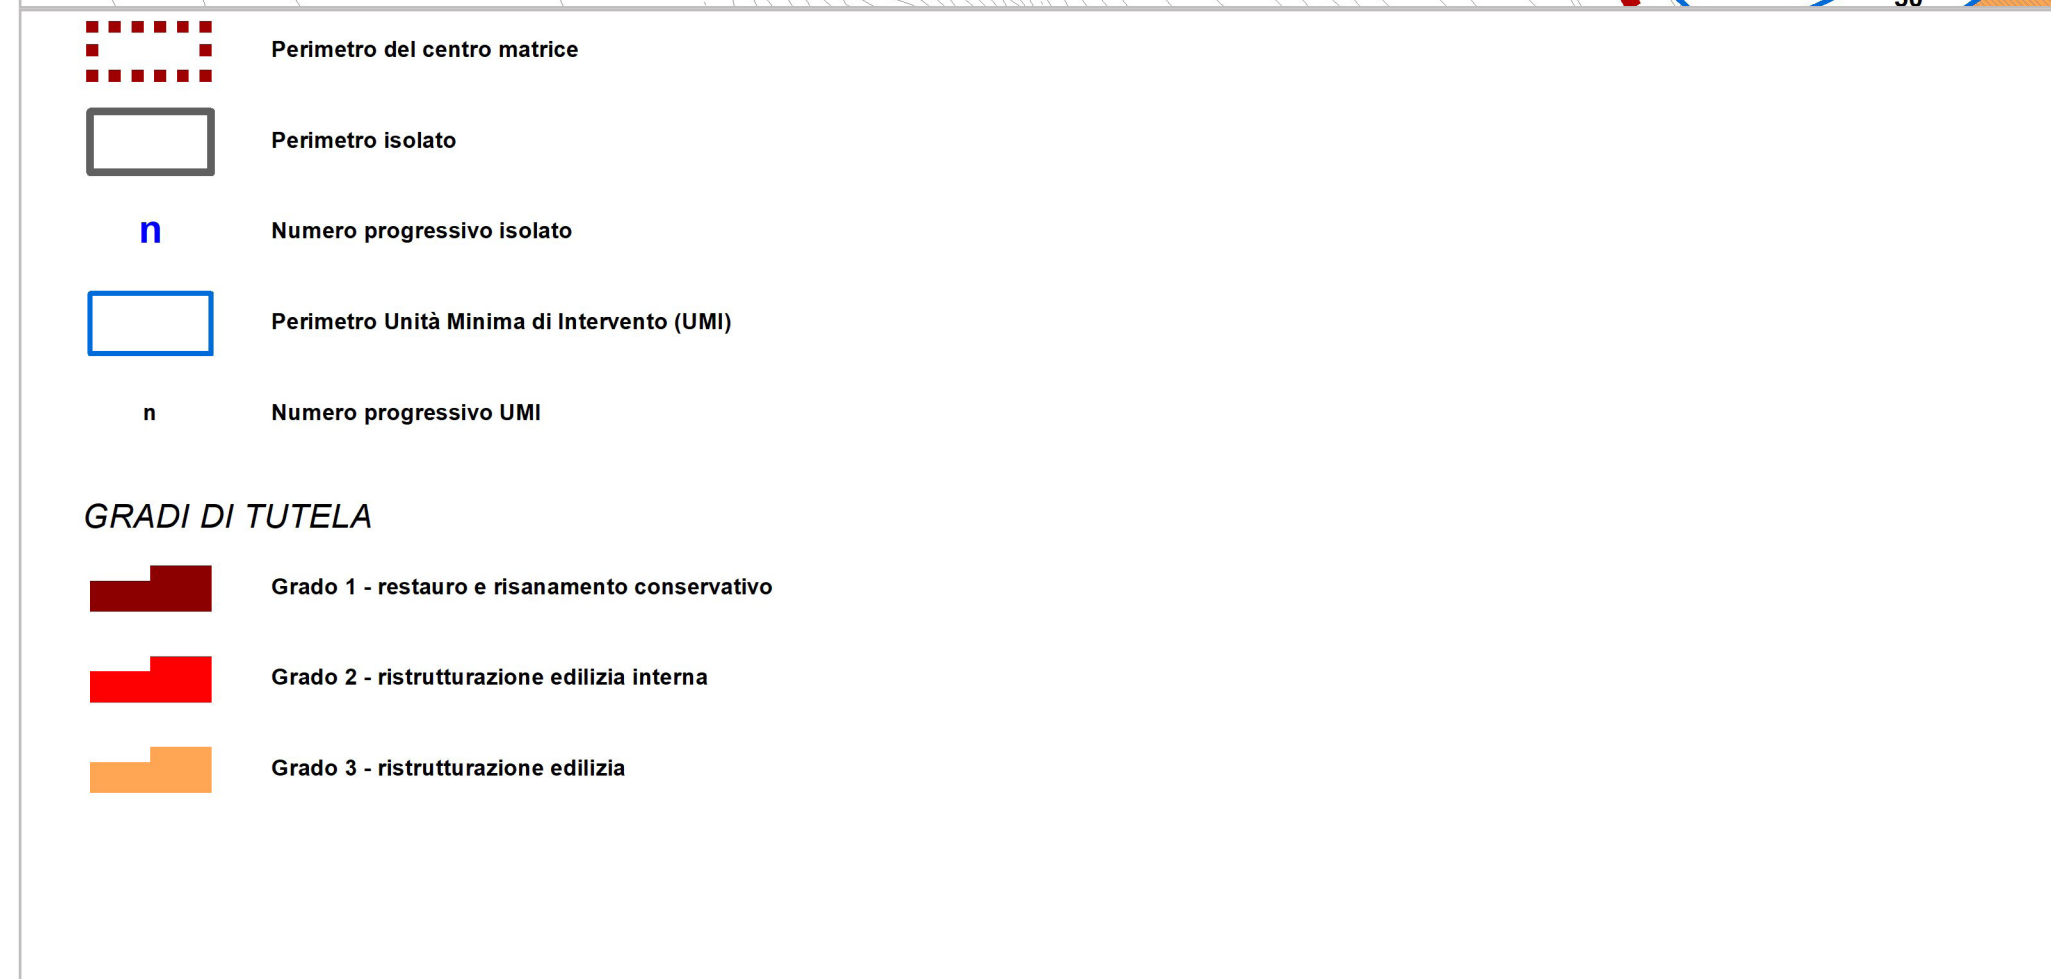 Perimetro del centro matrice
Perimetro isolato
n
Numero progressivo isolato
Perimetro Unità Minima di Intervento (UMI)
n
Numero progressivo UMI
GRADI DI TUTELA
Grado 1 - restauro e risanamento conservativo
Grado 2 - ristrutturazione edilizia interna
Grado 3 - ristrutturazione edilizia